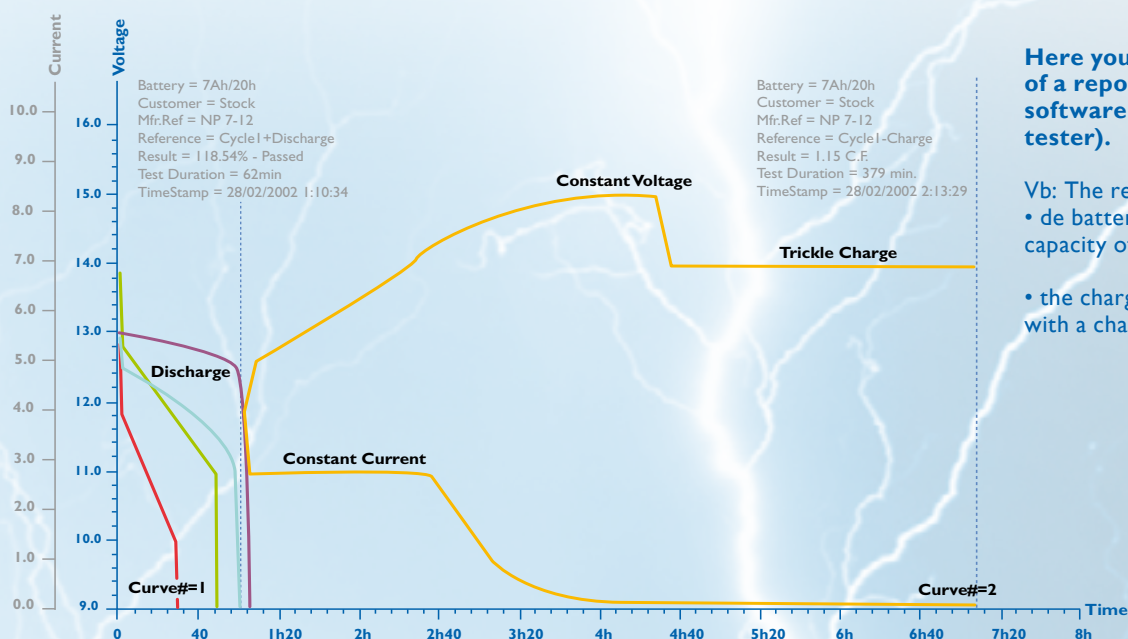 Current
Voltage
10.0
9.0
8.0
7.0
6.0
5.0
4.0
3.0
2.0
1.0
0.0
16.0
15.0
14.0
13.0
12.0
11.0
10.0
9.0
Battery = 7Ah/20h
Customer = Stock
Mfr.Ref = NP 7-12
Reference = Cycle1+Discharge
Result = 118.54% - Passed
Test Duration = 62min
TimeStamp = 28/02/2002 1:10:34
Battery = 7Ah/20h
Customer = Stock
Mfr.Ref = NP 7-12
Reference = Cycle1-Charge
Result = 1.15 C.F.
Test Duration = 379 min.
TimeStamp = 28/02/2002 2:13:29
Constant Voltage
Trickle Charge
Discharge
Constant Current
Curve#=1
Curve#=2
0
40
1h20
2h
2h40
3h20
4h
4h40
5h20
6h
6h40
7h20
8h
Time
Here you
of a repo
software
tester).
Vb: The re
• de batter
capacity o
• the charg
with a cha